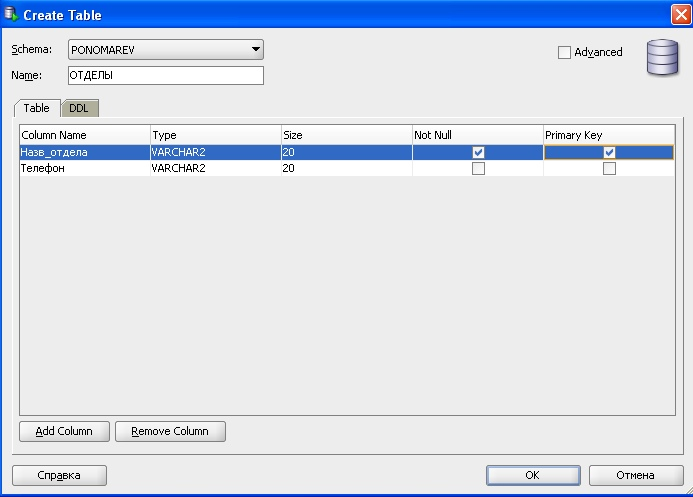 Create Table
Schema: PONOMAREV
Advanced
Name: ОТДЕЛЫ
Table DDL
Column Name Type Size Not Null Primary Key
Назв_отдела VARCHAR2 20
Телефон VARCHAR2 20
Add Column Remove Column
Справка OK Отмена